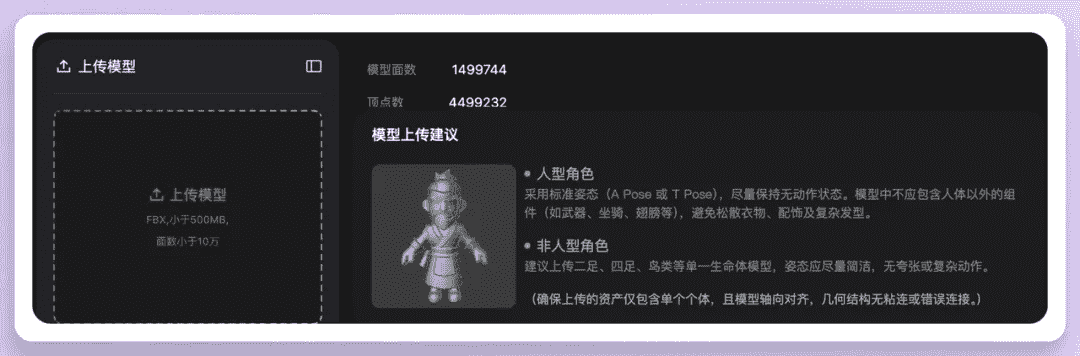 上传模型
上传模型
FBX,小于500MB,
面数小于10万
模型面数 1499744
顶点数 4499232
模型上传建议
人型角色
采用标准姿态（A Pose 或 T Pose），尽量保持无动作状态。模型中不应包含人体以外的组
件（如武器、坐骑、翅膀等），避免松散衣物、配饰及复杂发型。
非人型角色
建议上传二足、四足、鸟类等单一生命体模型，姿态应尽量简洁，无夸张或复杂动作。
（确保上传的资产仅包含单个个体，且模型轴向对齐，几何结构无粘连或错误连接。）